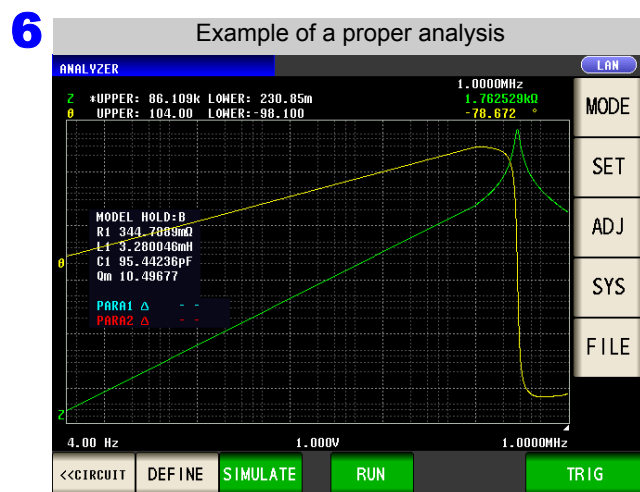 6
Example of a proper analysis
ANALYZER
LAN
1.0000MHz
Z *UPPER: 86.109k LOWER: 230.85m 1.762529kΩ
θ UPPER: 104.00 LOWER:-98.100 -78.672 °
MODE
SET
ADJ
SYS
FILE
MODEL HOLD:B
R1 344.7889mΩ
L1 3.280046mH
C1 95.44236pF
Qm 10.49677
PARA1 Δ - -
PARA2 Δ - -
θ
Z
4.00 Hz 1.000V 1.0000MHz
<<CIRCUIT DEFINE SIMULATE RUN TRIG